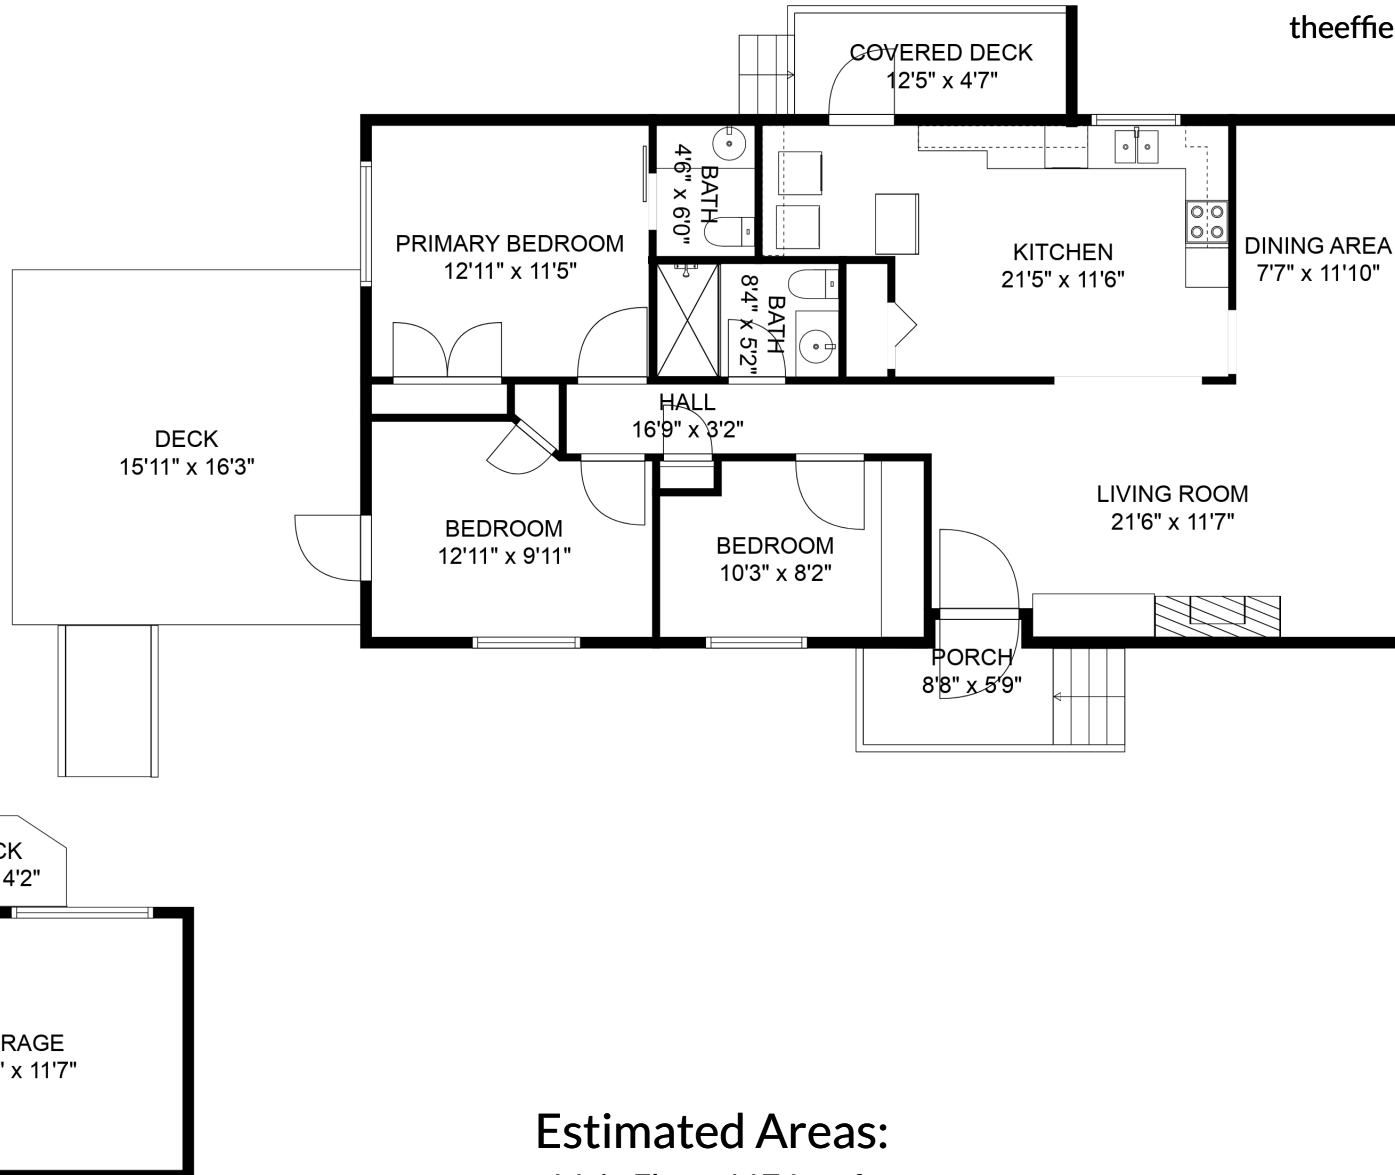 theeffie
COVERED DECK
12'5" x 4'7"
BATH
4'6" x 6'0"
PRIMARY BEDROOM
12'11" x 11'5"
KITCHEN
21'5" x 11'6"
DINING AREA
7'7" x 11'10"
BATH
8'4" x 5'2"
HALL
16'9" x 3'2"
DECK
15'11" x 16'3"
LIVING ROOM
21'6" x 11'7"
BEDROOM
12'11" x 9'11"
BEDROOM
10'3" x 8'2"
PORCH
8'8" x 5'9"
CK
4'2"
RAGE
' x 11'7"
Estimated Areas: